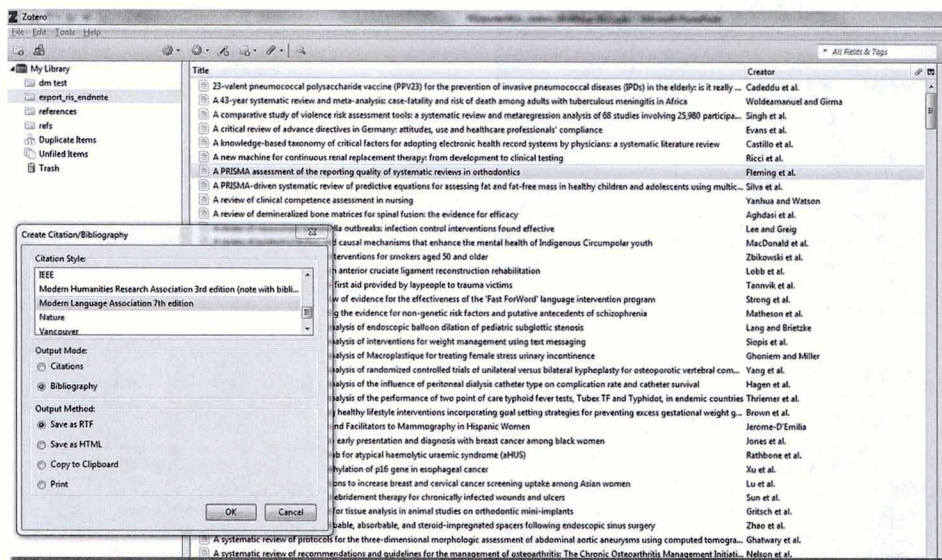 Zotero
File Edit Tools Help
All Fields & Tags
My Library
dm test
export_ris_endnote
references
refs
Duplicate Items
Unfiled Items
Trash
Title Creator
23-valent pneumococcal polysaccharide vaccine (PPV23) for the prevention of invasive pneumococcal diseases (IPDs) in the elderly: is it really ... Cadeddu et al.
A 43-year systematic review and meta-analysis: case-fatality and risk of death among adults with tuberculous meningitis in Africa Woldeamanuel and Girma
A comparative study of violence risk assessment tools: a systematic review and metaregression analysis of 68 studies involving 25,980 participa... Singh et al.
A critical review of advance directives in Germany: attitudes, use and healthcare professionals' compliance Evans et al.
A knowledge-based taxonomy of critical factors for adopting electronic health record systems by physicians: a systematic literature review Castillo et al.
A new machine for continuous renal replacement therapy: from development to clinical testing Ricci et al.
A PRISMA assessment of the reporting quality of systematic reviews in orthodontics Fleming et al.
A PRISMA-driven systematic review of predictive equations for assessing fat and fat-free mass in healthy children and adolescents using multic... Silva et al.
A review of clinical competence assessment in nursing Yanhua and Watson
A review of demineralized bone matrices for spinal fusion: the evidence for efficacy Aghdasi et al.
lla outbreaks: infection control interventions found effective Lee and Greig
d causal mechanisms that enhance the mental health of Indigenous Circumpolar youth MacDonald et al.
terventions for smokers aged 50 and older Zbikowski et al.
anterior cruciate ligament reconstruction rehabilitation Lobb et al.
first aid provided by laypeople to trauma victims Tannvik et al.
w of evidence for the effectiveness of the 'Fast ForWord' language intervention program Strong et al.
g the evidence for non-genetic risk factors and putative antecedents of schizophrenia Matheson et al.
alysis of endoscopic balloon dilation of pediatric subglottic stenosis Lang and Brietzke
alysis of interventions for weight management using text messaging Siopis et al.
alysis of Macroplastique for treating female stress urinary incontinence Ghoniem and Miller
alysis of randomized controlled trials of unilateral versus bilateral kyphoplasty for osteoporotic vertebral com... Yang et al.
alysis of the influence of peritoneal dialysis catheter type on complication rate and catheter survival Hagen et al.
alysis of the performance of two point of care typhoid fever tests, Tubex TF and Typhidot, in endemic countries Thriemer et al.
g healthy lifestyle interventions incorporating goal setting strategies for preventing excess gestational weight g... Brown et al.
nd Facilitators to Mammography in Hispanic Women Jerome-D'Emilia
early presentation and diagnosis with breast cancer among black women Jones et al.
b for atypical haemolytic uraemic syndrome (aHUS) Rathbone et al.
hylation of p16 gene in esophageal cancer Xu et al.
ons to increase breast and cervical cancer screening uptake among Asian women Lu et al.
ebridement therapy for chronically infected wounds and ulcers Sun et al.
for tissue analysis in animal studies on orthodontic mini-implants Gritsch et al.
bable, absorbable, and steroid-impregnated spacers following endoscopic sinus surgery Zhao et al.
A systematic review of protocols for the three-dimensional morphologic assessment of abdominal aortic aneurysms using computed tomogra... Ghatwary et al.
A systematic review of recommendations and guidelines for the management of osteoarthritis: The Chronic Osteoarthritis Management Initiati... Nelson et al.
Create Citation/Bibliography
Citation Style:
IEEE
Modern Humanities Research Association 3rd edition (note with bibli...
Modern Language Association 7th edition
Nature
Vancouver
Output Mode:
Citations
Bibliography
Output Method:
Save as RTF
Save as HTML
Copy to Clipboard
Print
OK Cancel